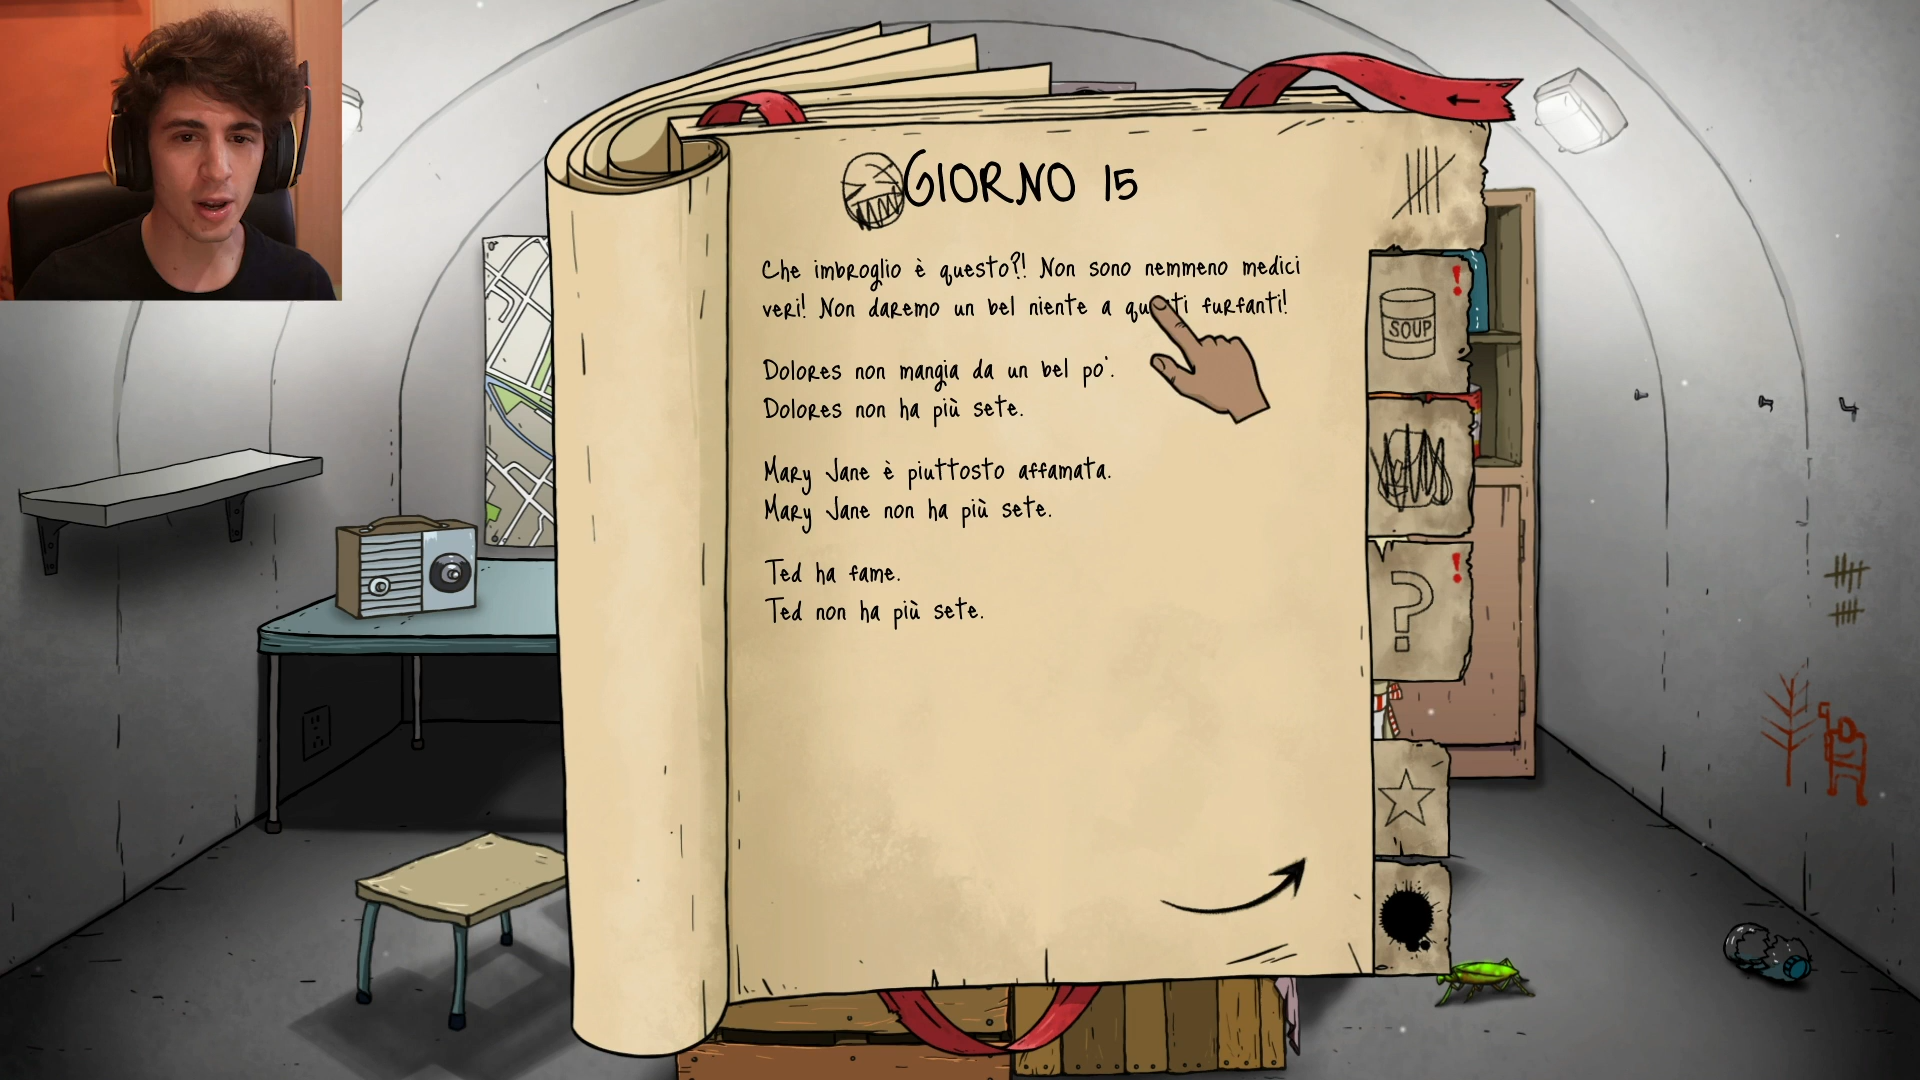 GIORNO 15
Che imbroglio è questo?! Non sono nemmeno medici
veri! Non daremo un bel niente a furfanti!
Dolores non mangia da un bel po'.
Dolores non ha più sete.
Mary Jane è piuttosto affamata.
Mary Jane non ha più sete.
Ted ha fame.
Ted non ha più sete.
!
SOUP
!
?